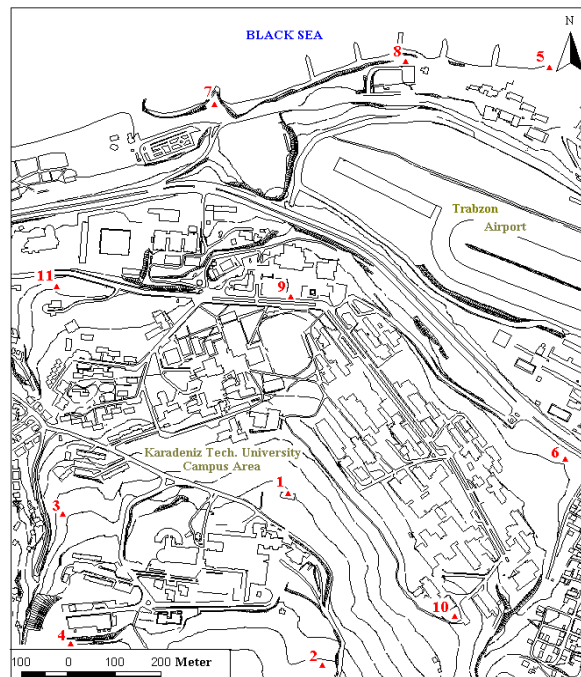 N
BLACK SEA
8
5
7
Trabzon
Airport
11
9
Karadeniz Tech. University
Campus Area
6
1
3
10
4
2
100 0 100 200 Meter